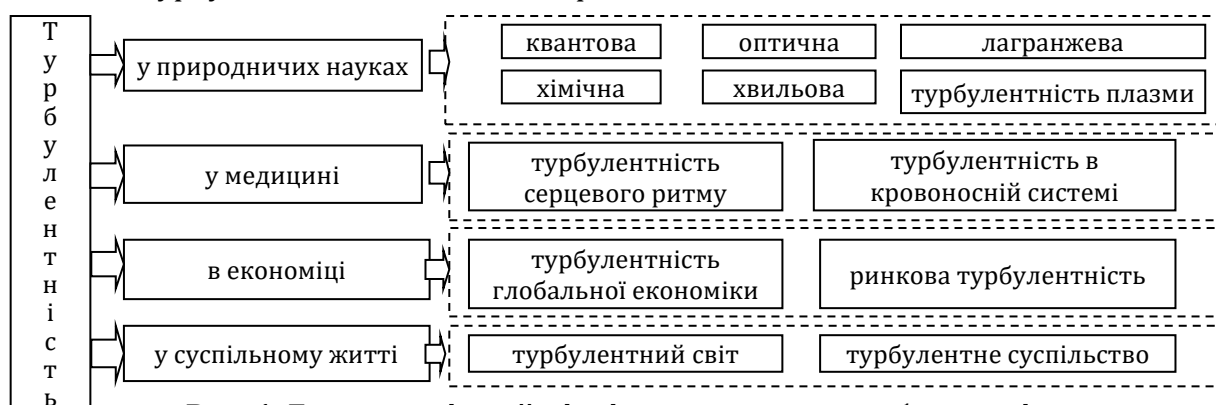 Турбулентність
у природничих науках
квантова
оптична
лагранжева
хімічна
хвильова
турбулентність плазми
у медицині
турбулентність
серцевого ритму
турбулентність в
кровоносній системі
в економіці
турбулентність
глобальної економіки
ринкова турбулентність
у суспільному житті
турбулентний світ
турбулентне суспільство